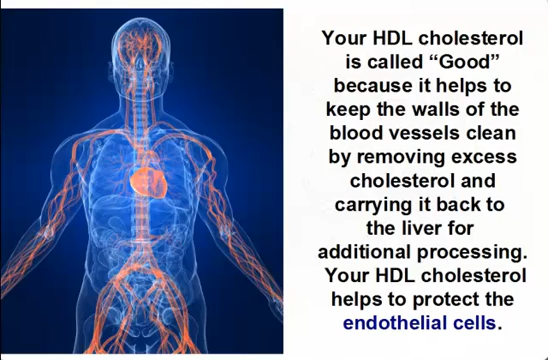 Your HDL cholesterol
is called “Good”
because it helps to
keep the walls of the
blood vessels clean
by removing excess
cholesterol and
carrying it back to
the liver for
additional processing.
Your HDL cholesterol
helps to protect the
endothelial cells.